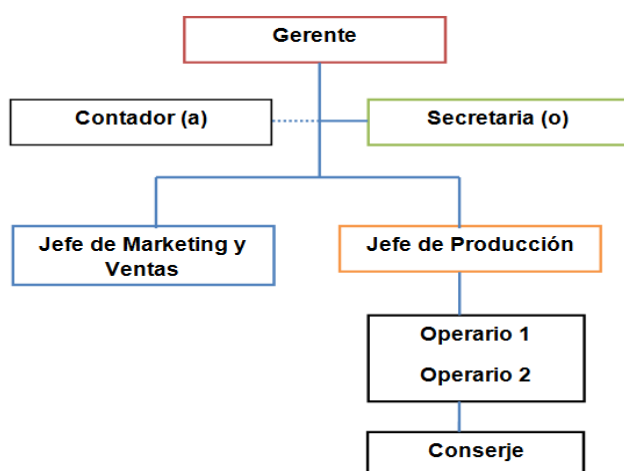 Gerente
Contador (a)
Secretaria (o)
Jefe de Marketing y
Ventas
Jefe de Producción
Operario 1
Operario 2
Conserje